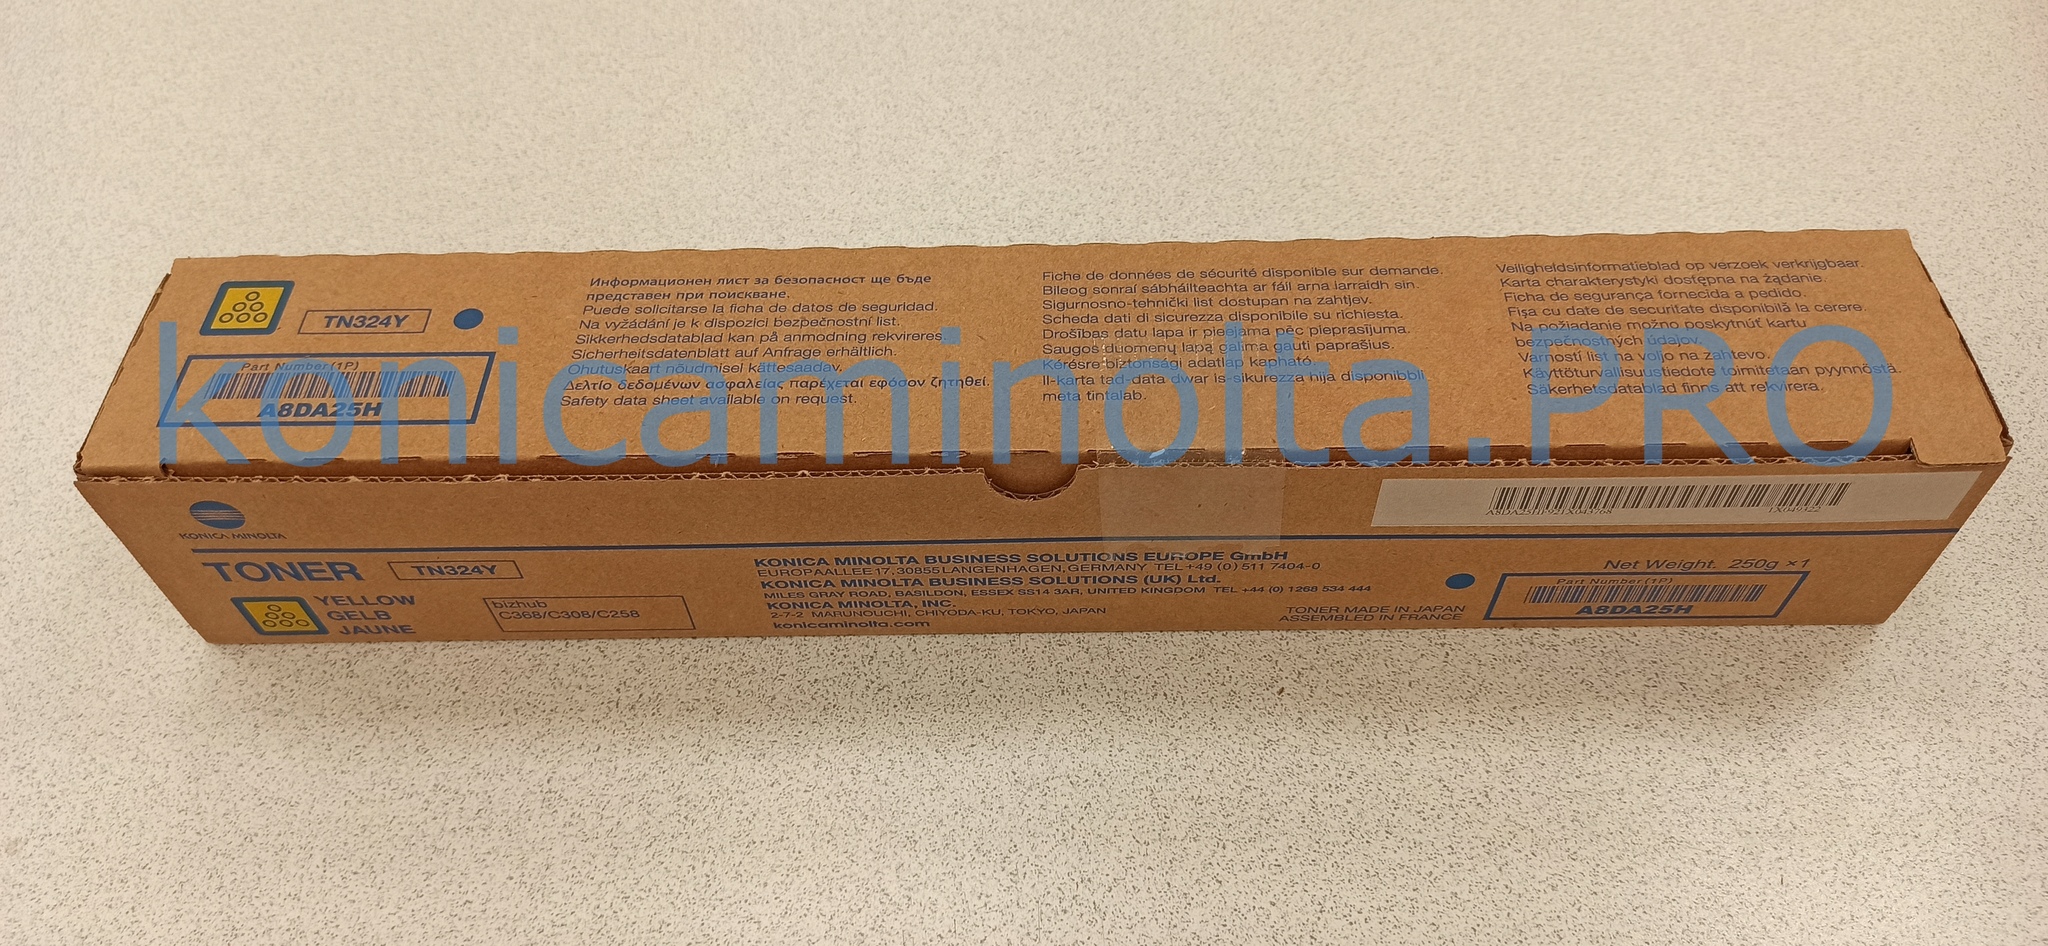 TN324Y
Part Number (1P)
A8DA25H
Информационен лист за безопасност ще бъде
представен при поискване.
Puede solicitarse la ficha de datos de seguridad.
Na vyžádání je k dispozici bezpečnostní list.
Sikkerhedsdatablad kan på anmodning rekvireres.
Sicherheitsdatenblatt auf Anfrage erhältlich.
Ohutuskaart nõudmisel kättesaadav.
Δελτίο δεδομένων ασφαλείας παρέχεται εφόσον ζητηθεί.
Safety data sheet available on request.
Fiche de données de sécurité disponible sur demande.
Bileog sonraí sábháilteachta ar fáil arna iarraidh sin.
Sigurnosno-tehnički list dostupan na zahtjev.
Scheda dati di sicurezza disponibile su richiesta.
Drošības datu lapa ir pieejama pēc pieprasījuma.
Saugos duomenų lapą galima gauti paprašius.
Kérésre biztonsági adatlap kapható.
Il-karta tad-data dwar is-sikurezza hija disponibbli
meta tintalab.
Veiligheidsinformatieblad op verzoek verkrijgbaar.
Karta charakterystyki dostępna na żądanie.
Ficha de segurança fornecida a pedido.
Fișa cu date de securitate disponibilă la cerere.
Na požiadanie možno poskytnúť kartu
bezpečnostných údajov.
Varnosti list na voljo na zahtevo.
Käyttöturvallisuustiedote toimitetaan pyynnöstä.
Säkerhetsdatablad finns att rekvirera.
konicaminolta.PRO
KONICA MINOLTA
TONER
TN324Y
YELLOW
GELB
JAUNE
bizhub
C368/C308/C258
KONICA MINOLTA BUSINESS SOLUTIONS EUROPE GmbH
EUROPAALLEE 17, 30855 LANGENHAGEN, GERMANY TEL +49 (0) 511 7404-0
KONICA MINOLTA BUSINESS SOLUTIONS (UK) Ltd.
MILES GRAY ROAD, BASILDON, ESSEX SS14 3AR, UNITED KINGDOM TEL +44 (0) 1268 534 444
KONICA MINOLTA, INC.
2-7-2 MARUNOUCHI, CHIYODA-KU, TOKYO, JAPAN
konicaminolta.com
TONER MADE IN JAPAN
ASSEMBLED IN FRANCE
Net Weight. 250g ×1
Part Number (1P)
A8DA25H